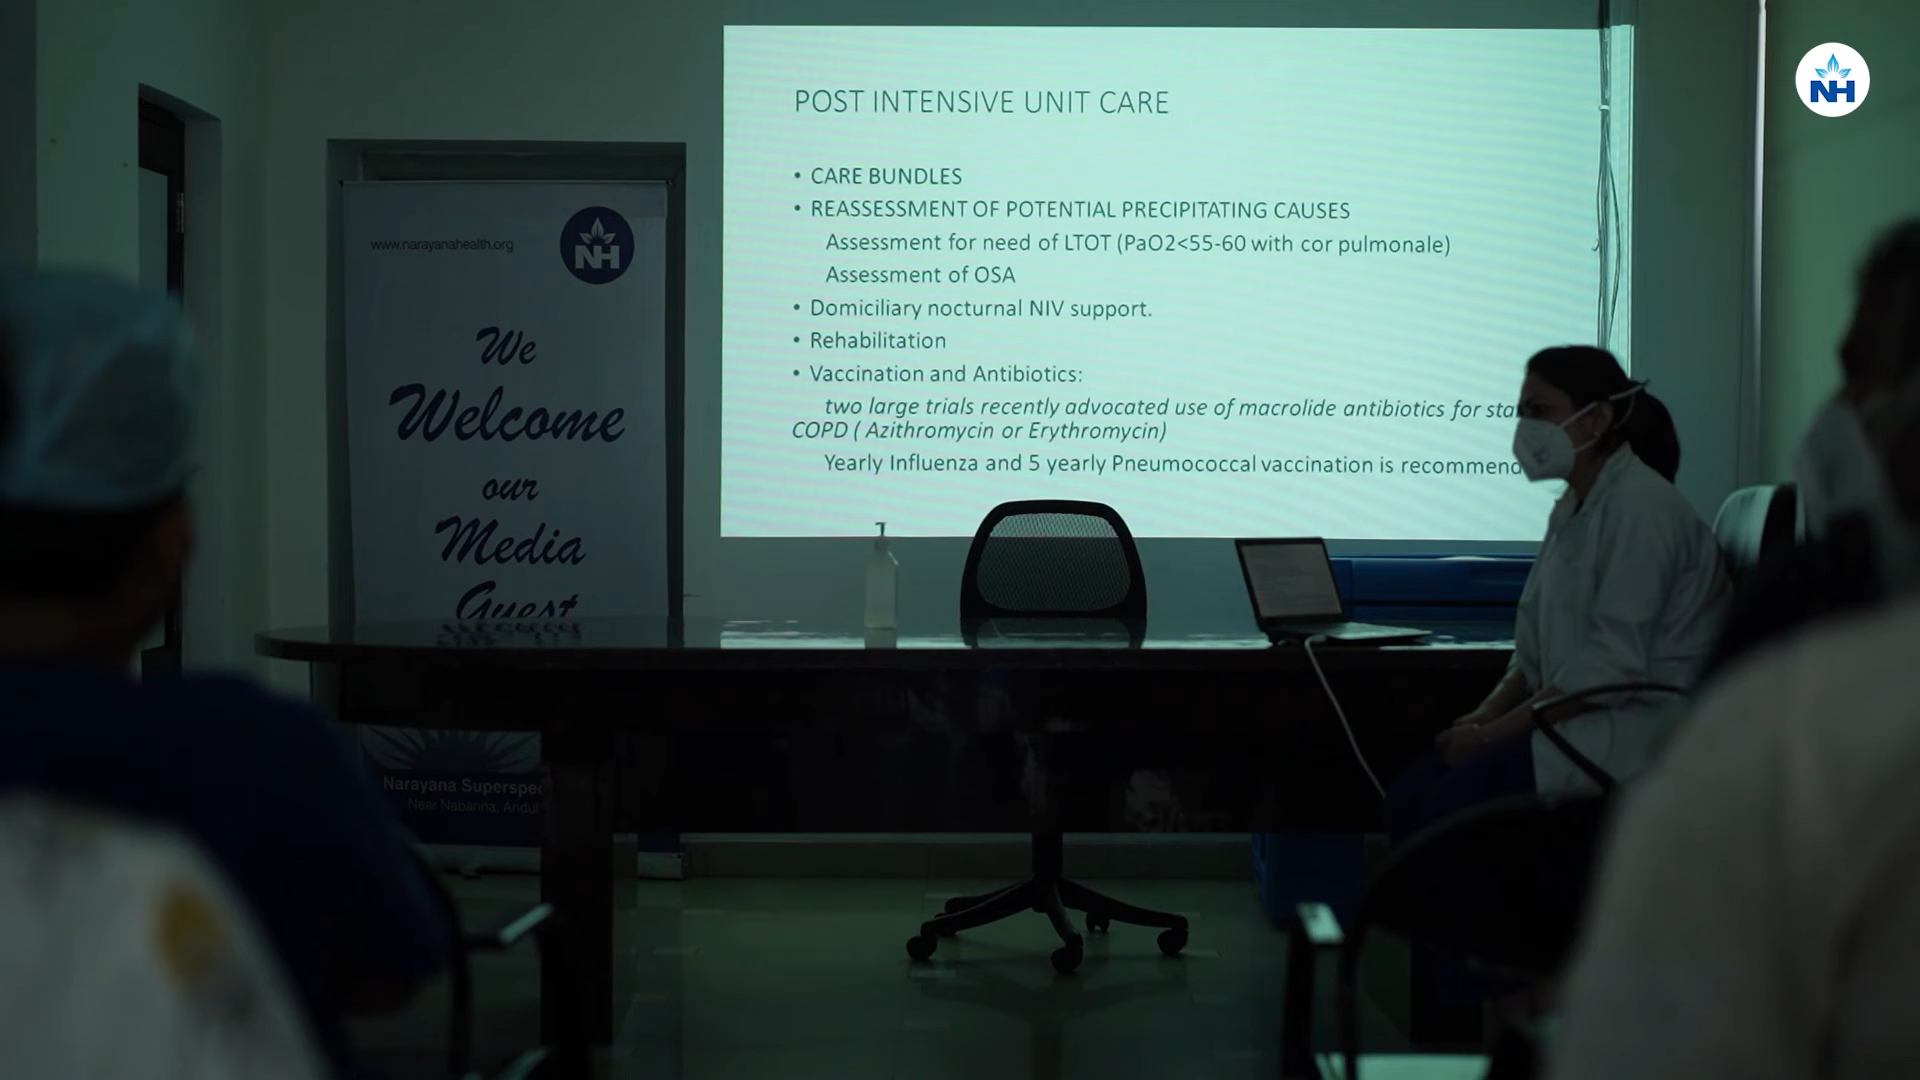 NH
POST INTENSIVE UNIT CARE
• CARE BUNDLES
• REASSESSMENT OF POTENTIAL PRECIPITATING CAUSES
Assessment for need of LTOT (PaO2<55-60 with cor pulmonale)
Assessment of OSA
• Domiciliary nocturnal NIV support.
• Rehabilitation
• Vaccination and Antibiotics:
two large trials recently advocated use of macrolide antibiotics for sta
COPD ( Azithromycin or Erythromycin)
Yearly Influenza and 5 yearly Pneumococcal vaccination is recommend
www.narayanahealth.org
NH
We
Welcome
our
Media
Guest
Narayana Superspec
Near Nabanna, Andul